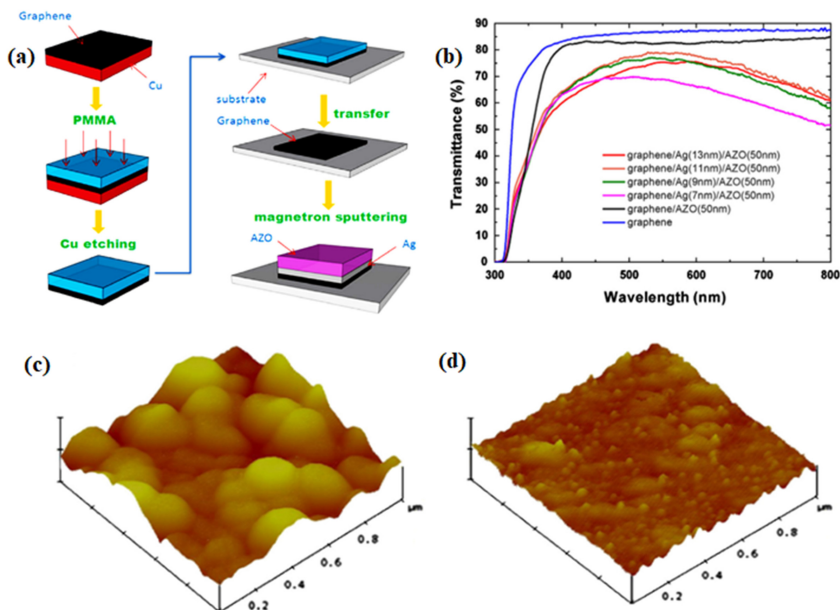 (a)
Graphene
Cu
PMMA
Cu etching
substrate
transfer
Graphene
magnetron sputtering
AZO
Ag
(b)
Transmittance (%)
90
80
70
60
50
40
30
20
10
0
graphene/Ag(13nm)/AZO(50nm)
graphene/Ag(11nm)/AZO(50nm)
graphene/Ag(9nm)/AZO(50nm)
graphene/Ag(7nm)/AZO(50nm)
graphene/AZO(50nm)
graphene
300 400 500 600 700 800
Wavelength (nm)
(c)
0.2
0.4
0.6
0.8
µm
(d)
0.2
0.4
0.6
0.8
µm